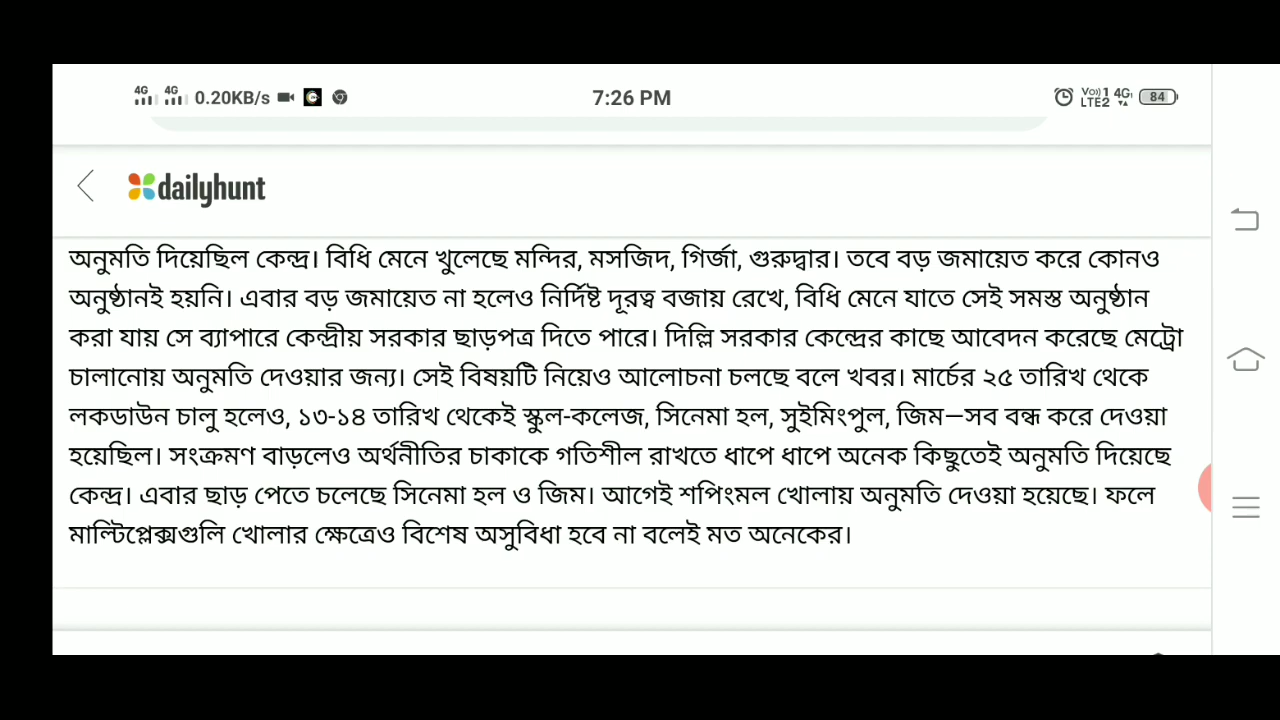 4G 4G 0.20KB/s 7:26 PM Vo)) 1 LTE2 4G 84
dailyhunt
অনুমতি দিয়েছিল কেন্দ্র। বিধি মেনে খুলেছে মন্দির, মসজিদ, গির্জা, গুরুদ্বার। তবে বড় জমায়েত করে কোনও
অনুষ্ঠানই হয়নি। এবার বড় জমায়েত না হলেও নির্দিষ্ট দূরত্ব বজায় রেখে, বিধি মেনে যাতে সেই সমস্ত অনুষ্ঠান
করা যায় সে ব্যাপারে কেন্দ্রীয় সরকার ছাড়পত্র দিতে পারে। দিল্লি সরকার কেন্দ্রের কাছে আবেদন করেছে মেট্রো
চালানোয় অনুমতি দেওয়ার জন্য। সেই বিষয়টি নিয়েও আলোচনা চলছে বলে খবর। মার্চের ২৫ তারিখ থেকে
লকডাউন চালু হলেও, ১৩-১৪ তারিখ থেকেই স্কুল-কলেজ, সিনেমা হল, সুইমিংপুল, জিম—সব বন্ধ করে দেওয়া
হয়েছিল। সংক্রমণ বাড়লেও অর্থনীতির চাকাকে গতিশীল রাখতে ধাপে ধাপে অনেক কিছুতেই অনুমতি দিয়েছে
কেন্দ্র। এবার ছাড় পেতে চলেছে সিনেমা হল ও জিম। আগেই শপিংমল খোলায় অনুমতি দেওয়া হয়েছে। ফলে
মাল্টিপ্লেক্সগুলি খোলার ক্ষেত্রেও বিশেষ অসুবিধা হবে না বলেই মত অনেকের।